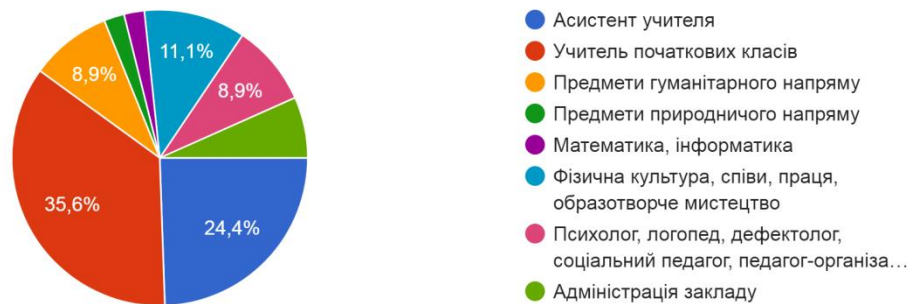 11,1%
8,9%
8,9%
35,6%
24,4%
Асистент учителя
Учитель початкових класів
Предмети гуманітарного напряму
Предмети природничого напряму
Математика, інформатика
Фізична культура, співи, праця,
образотворче мистецтво
Психолог, логопед, дефектолог,
соціальний педагог, педагог-організа…
Адміністрація закладу